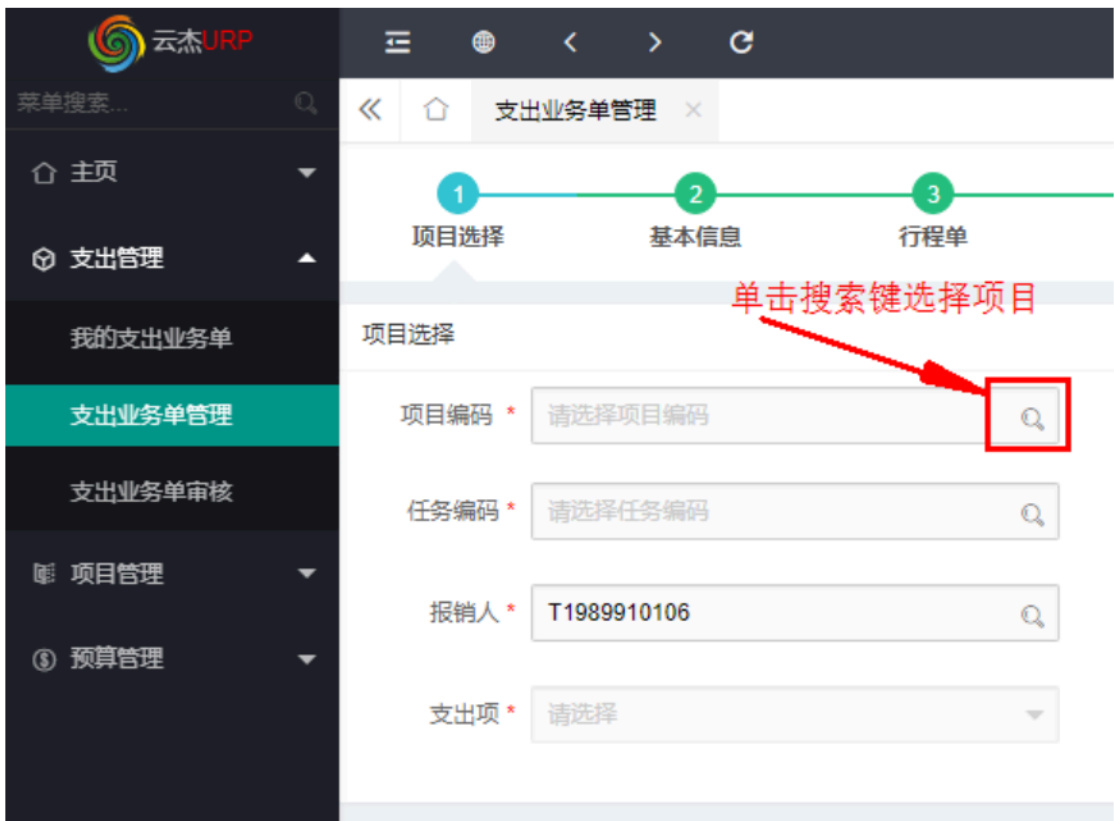 云杰URP
菜单搜索...
主页
支出管理
我的支出业务单
支出业务单管理
支出业务单审核
项目管理
预算管理
支出业务单管理
1
项目选择
2
基本信息
3
行程单
单击搜索键选择项目
项目选择
项目编码 * 请选择项目编码
任务编码 * 请选择任务编码
报销人 * T1989910106
支出项 * 请选择